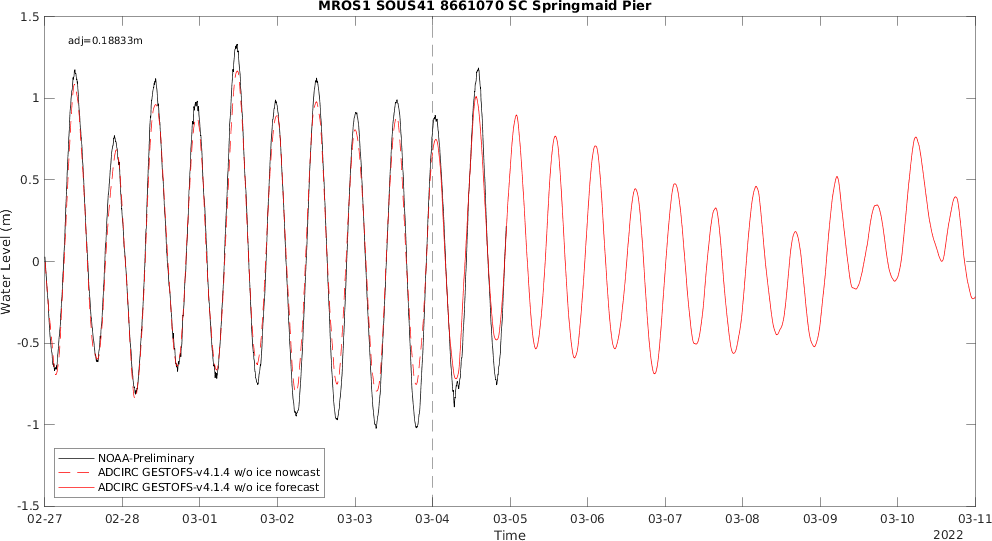 MROS1 SOUS41 8661070 SC Springmaid Pier
adj=0.18833m
1.5
1
0.5
0
-0.5
-1
-1.5
Water Level (m)
NOAA-Preliminary
ADCIRC GESTOFS-v4.1.4 w/o ice nowcast
ADCIRC GESTOFS-v4.1.4 w/o ice forecast
02-27 02-28 03-01 03-02 03-03 03-04 03-05 03-06 03-07 03-08 03-09 03-10 03-11
Time
2022